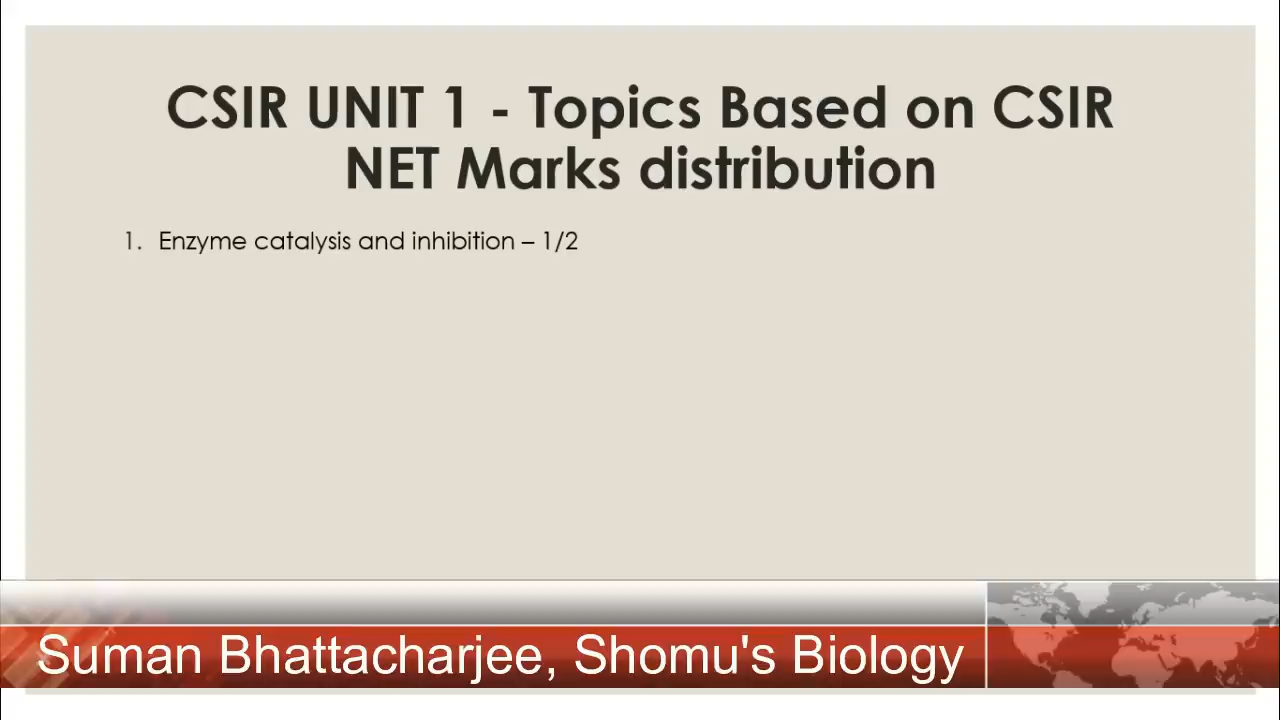 CSIR UNIT 1 - Topics Based on CSIR
NET Marks distribution
1. Enzyme catalysis and inhibition – 1/2
Suman Bhattacharjee, Shomu's Biology